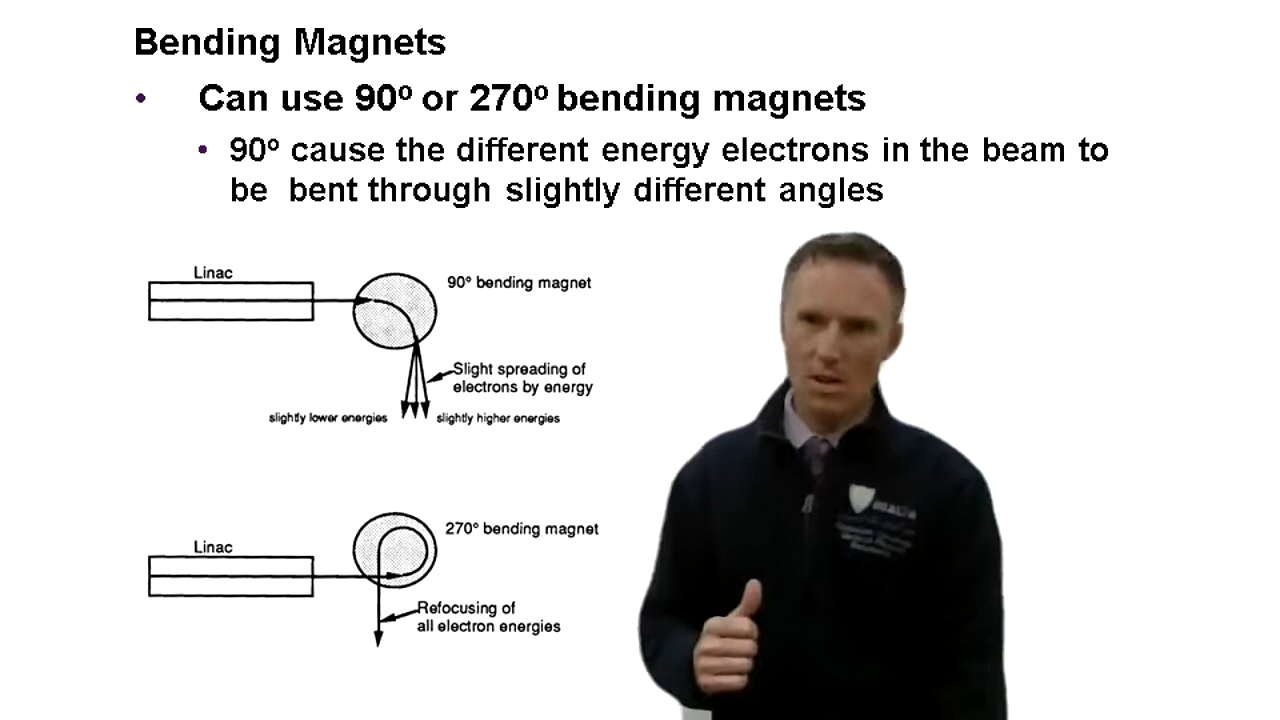 Bending Magnets
• Can use 90º or 270º bending magnets
• 90º cause the different energy electrons in the beam to
be bent through slightly different angles
Linac
90° bending magnet
Slight spreading of
electrons by energy
slightly lower energies
slightly higher energies
Linac
270° bending magnet
Refocusing of
all electron energies